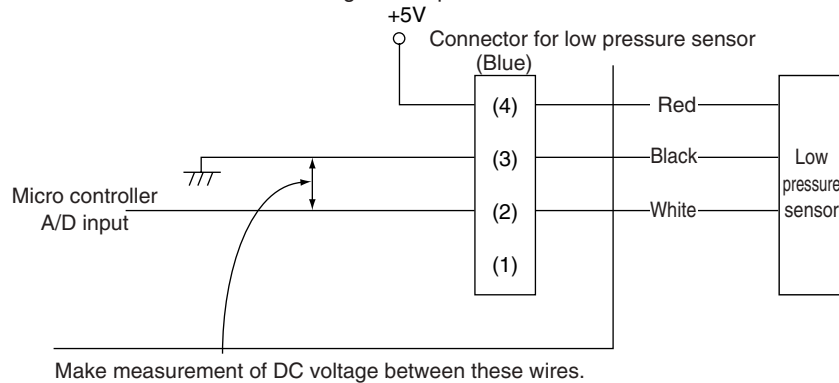 +5V
Connector for low pressure sensor
(Blue)
(4)
Red
(3)
Black
Low
pressure
sensor
Micro controller
A/D input
(2)
White
(1)
Make measurement of DC voltage between these wires.